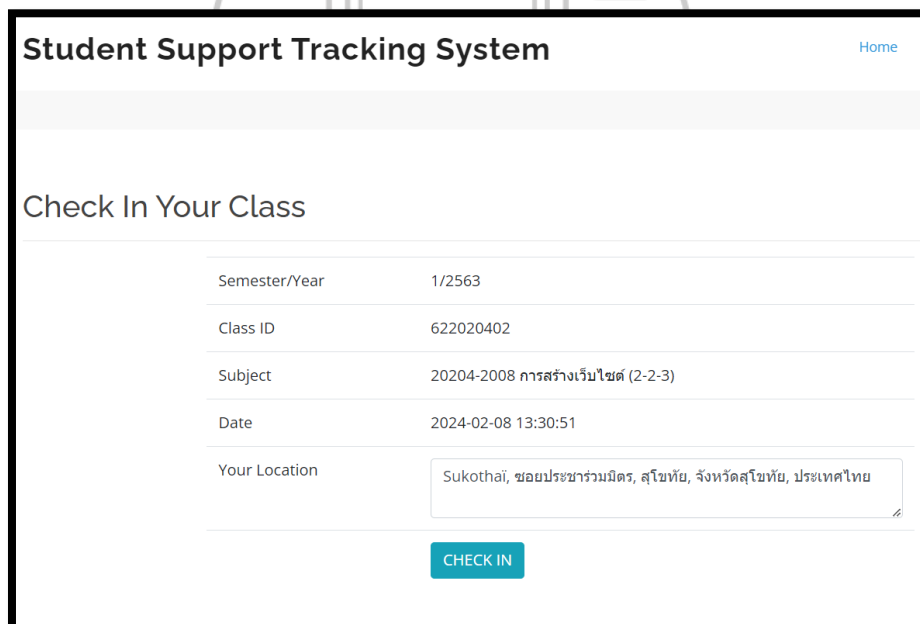 Student Support Tracking System Home
Check In Your Class
Semester/Year 1/2563
Class ID 622020402
Subject 20204-2008 การสร้างเว็บไซต์ (2-2-3)
Date 2024-02-08 13:30:51
Your Location Sukothaï, ซอยประชาร่วมมิตร, สุโขทัย, จังหวัดสุโขทัย, ประเทศไทย
CHECK IN